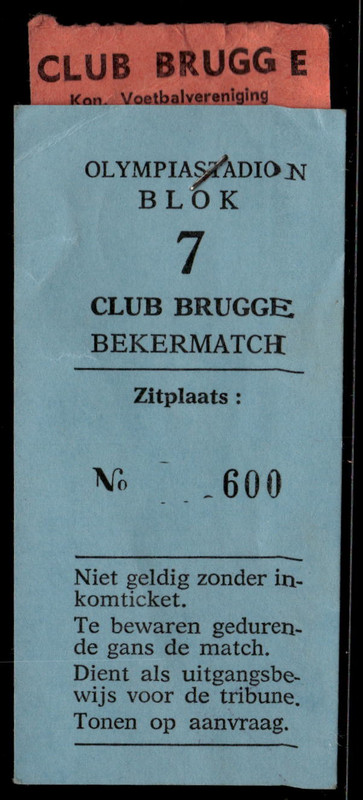 CLUB BRUGGE
Kon. Voetbalvereniging
OLYMPIASTADION
BLOK
7
CLUB BRUGGE
BEKERMATCH
Zitplaats :
No 600
Niet geldig zonder in-
komticket.
Te bewaren geduren-
de gans de match.
Dient als uitgangsbe-
wijs voor de tribune.
Tonen op aanvraag.